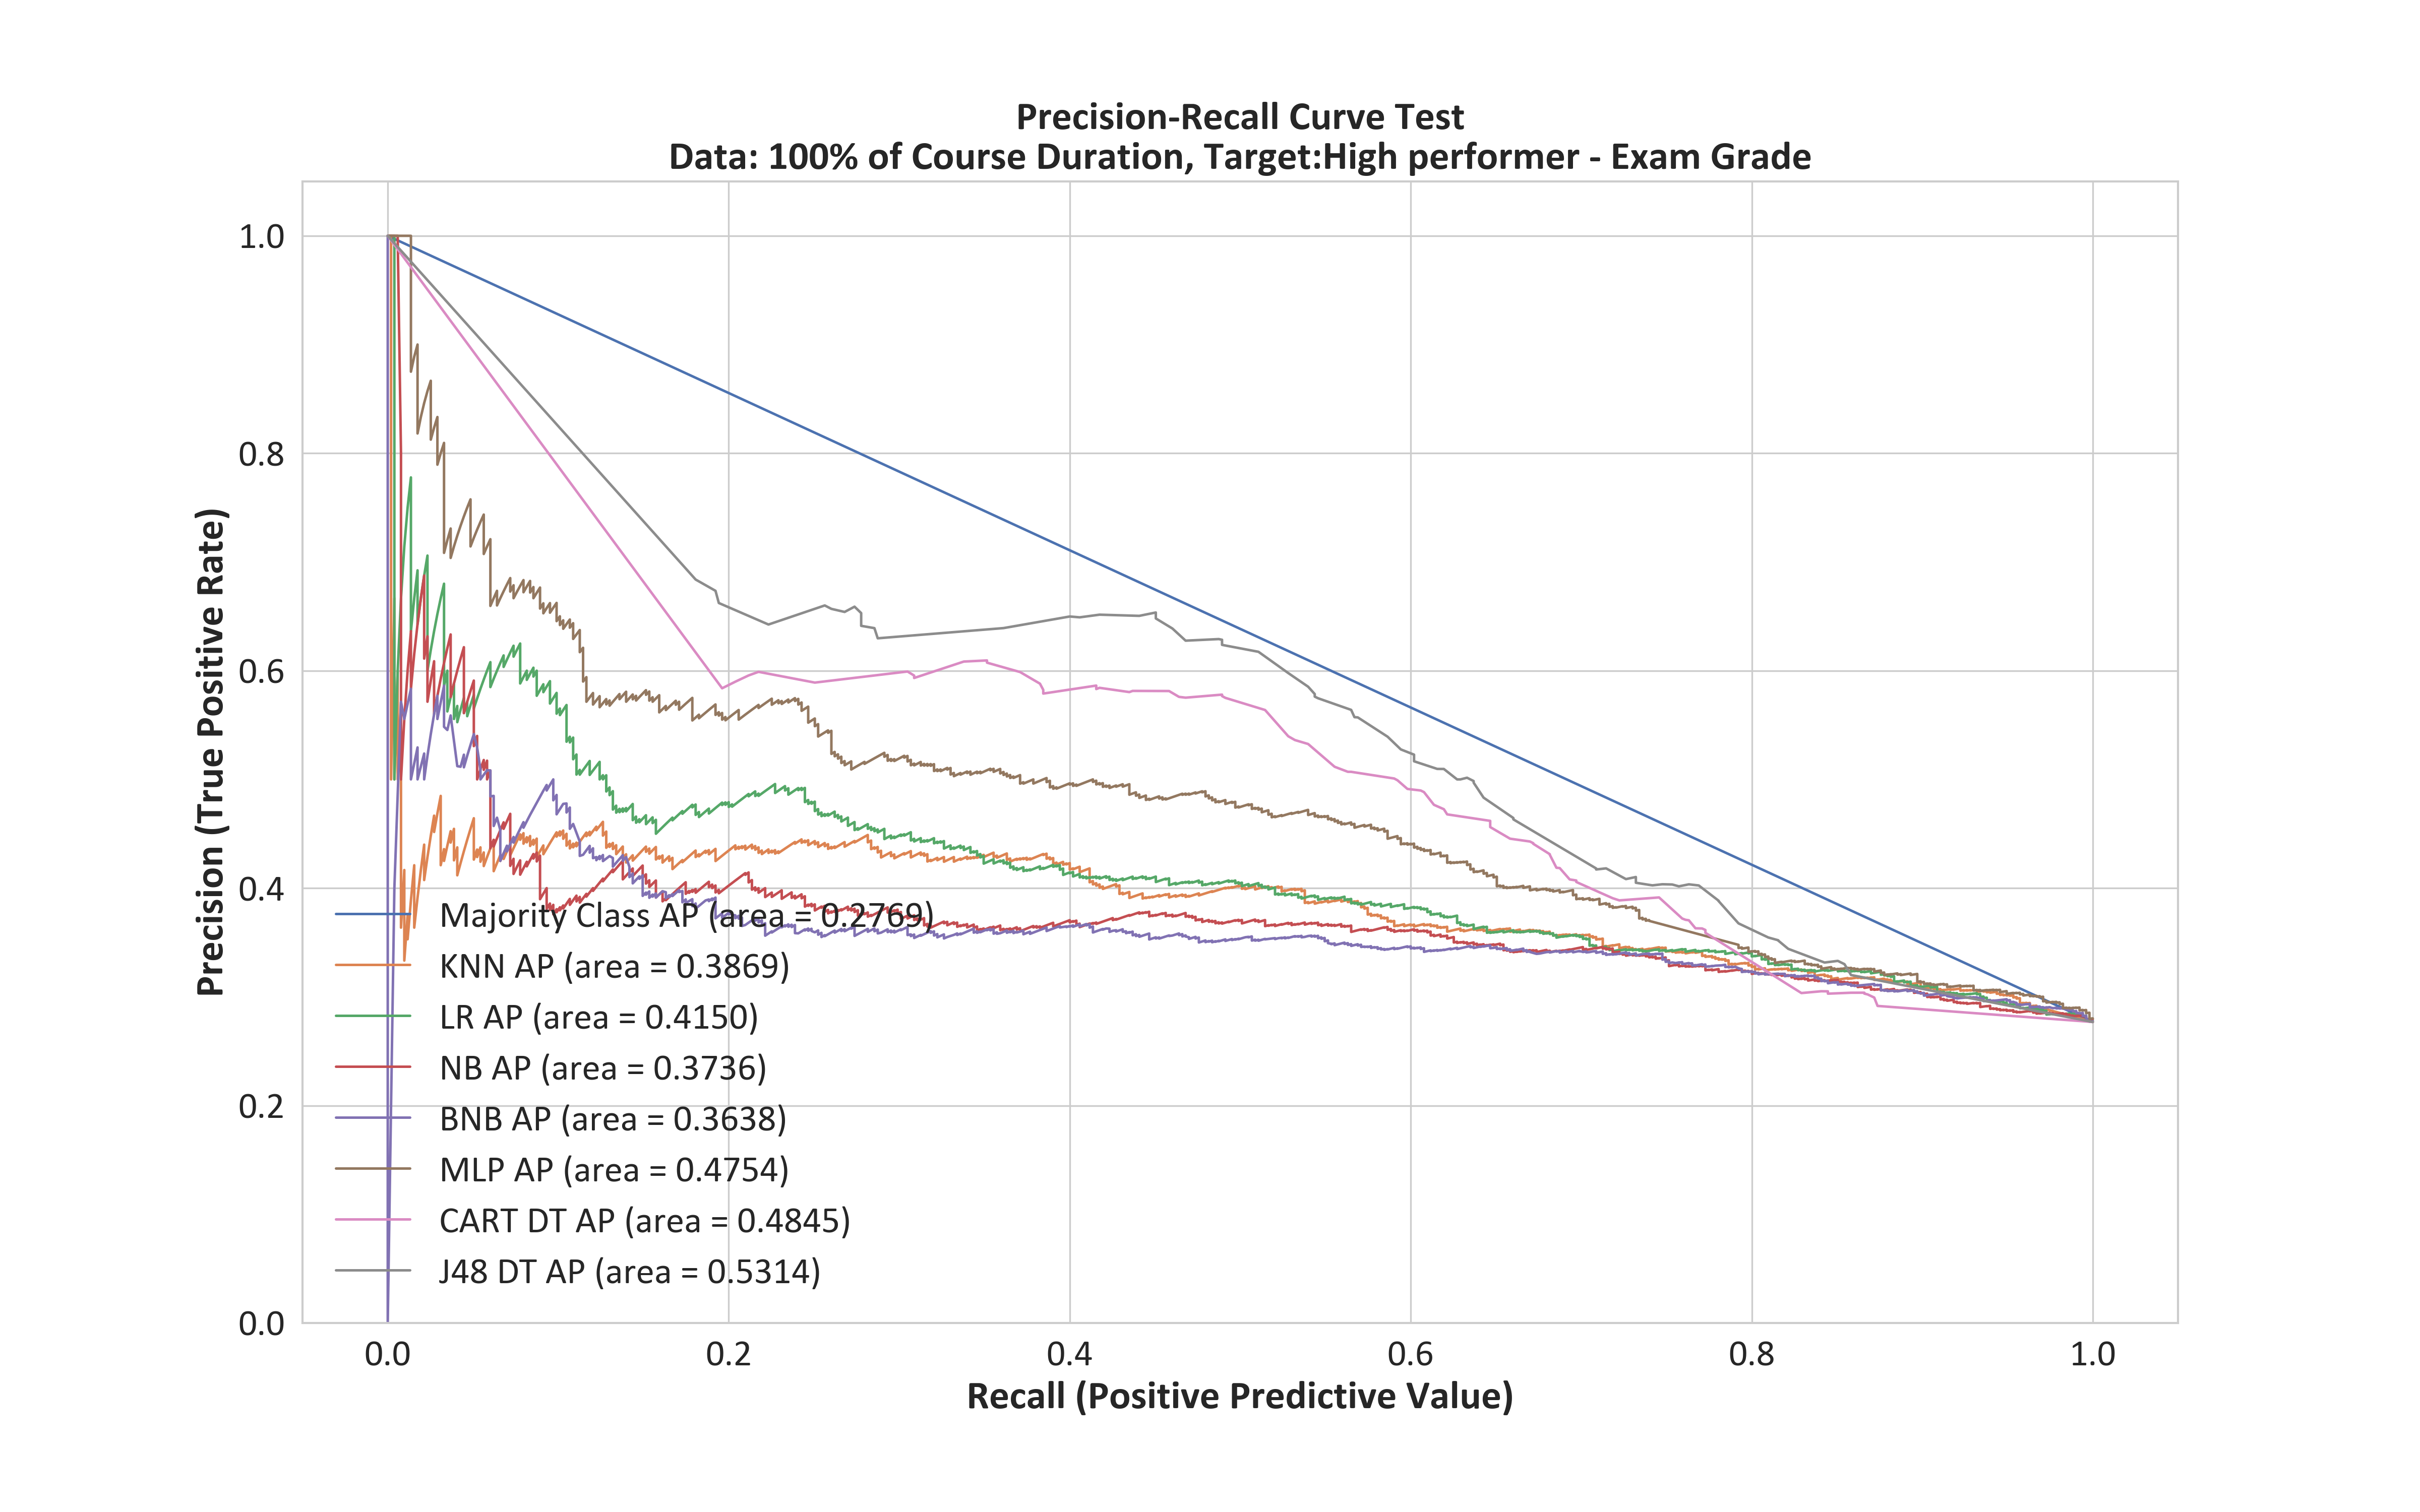 Precision-Recall Curve Test
Data: 100% of Course Duration, Target:High performer - Exam Grade
Precision (True Positive Rate)
1.0
0.8
0.6
0.4
0.2
0.0
Majority Class AP (area = 0.2769)
KNN AP (area = 0.3869)
LR AP (area = 0.4150)
NB AP (area = 0.3736)
BNB AP (area = 0.3638)
MLP AP (area = 0.4754)
CART DT AP (area = 0.4845)
J48 DT AP (area = 0.5314)
0.0 0.2 0.4 0.6 0.8 1.0
Recall (Positive Predictive Value)